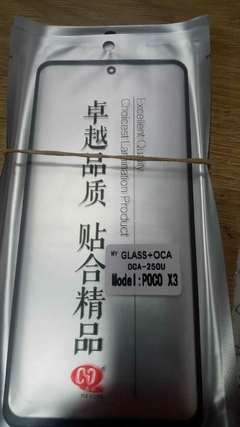 卓越品质 贴合精品
Excellent Quality
Choicest Lamination Product
MY GLASS+OCA
OCA-250U
Model:POCO X3